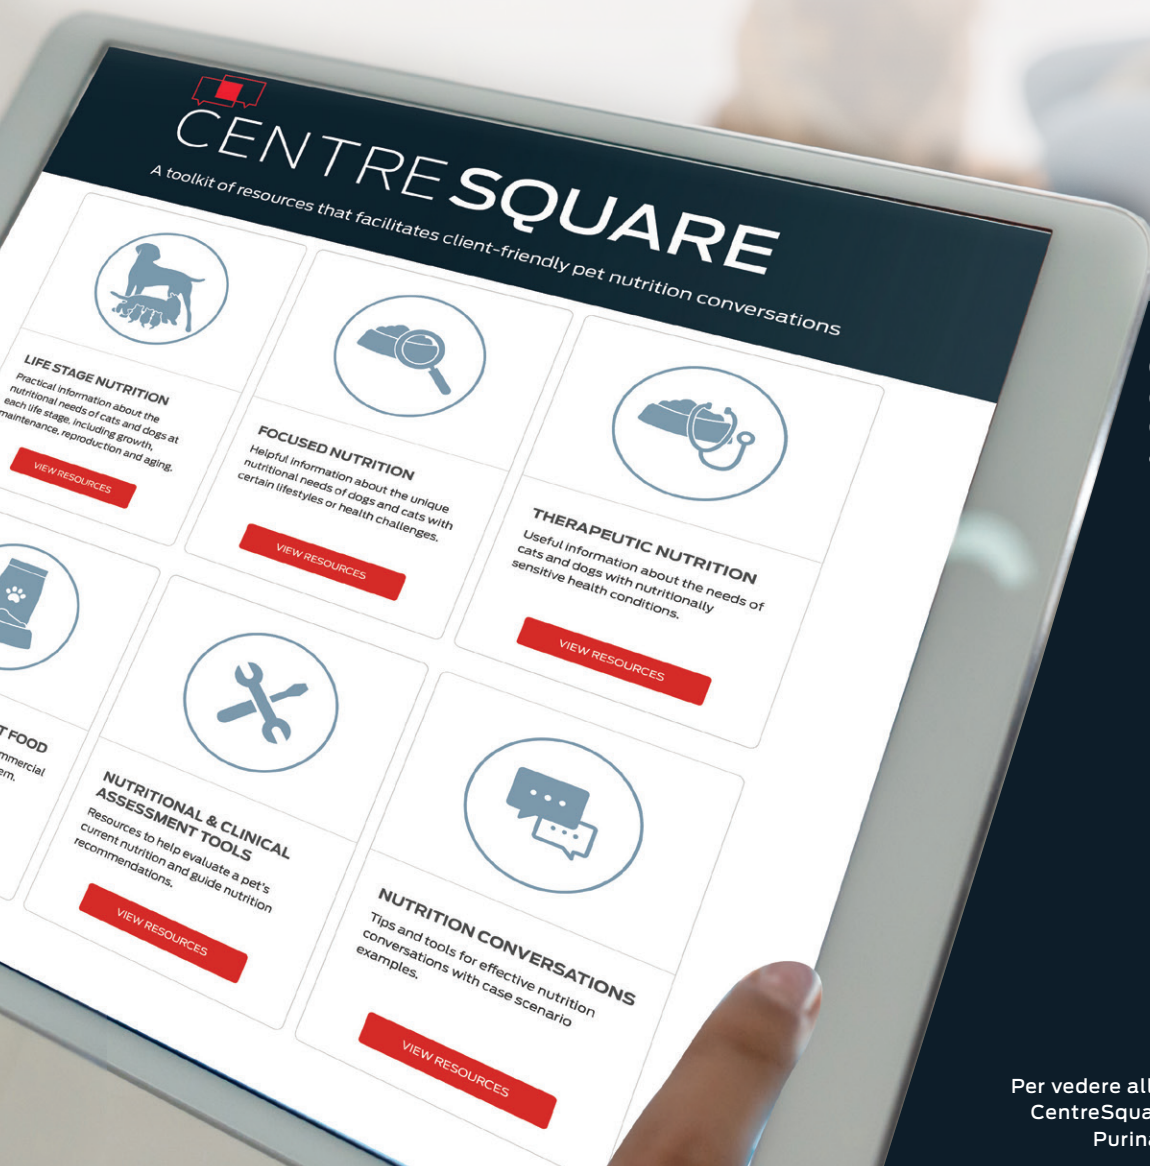 CENTRESQUARE
A toolkit of resources that facilitates client-friendly pet nutrition conversations
LIFE STAGE NUTRITION
Practical information about the
nutritional needs of cats and dogs at
each life stage, including growth,
maintenance, reproduction and aging.
VIEW RESOURCES
FOCUSED NUTRITION
Helpful information about the unique
nutritional needs of dogs and cats with
certain lifestyles or health challenges.
VIEW RESOURCES
THERAPEUTIC NUTRITION
Useful information about the needs of
cats and dogs with nutritionally
sensitive health conditions.
VIEW RESOURCES
FOOD
NUTRITIONAL & CLINICAL
ASSESSMENT TOOLS
Resources to help evaluate a pet's
current nutrition and guide nutrition
recommendations.
VIEW RESOURCES
NUTRITION CONVERSATIONS
Tips and tools for effective nutrition
conversations with case scenario
examples.
VIEW RESOURCES
Per vedere